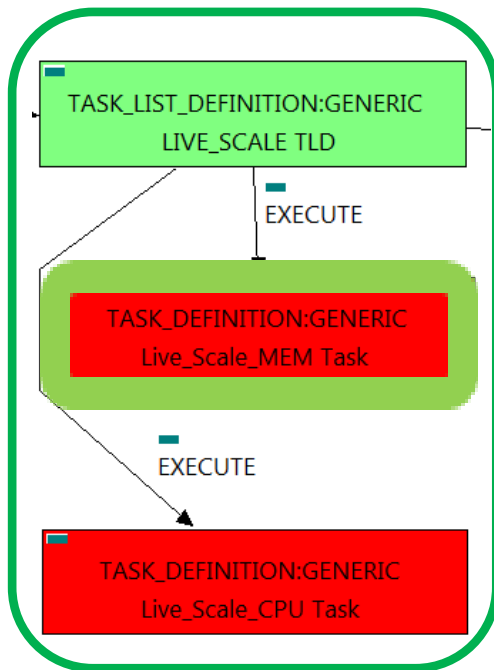 TASK_LIST_DEFINITION:GENERIC
LIVE_SCALE TLD
EXECUTE
TASK_DEFINITION:GENERIC
Live_Scale_MEM Task
EXECUTE
TASK_DEFINITION:GENERIC
Live_Scale_CPU Task